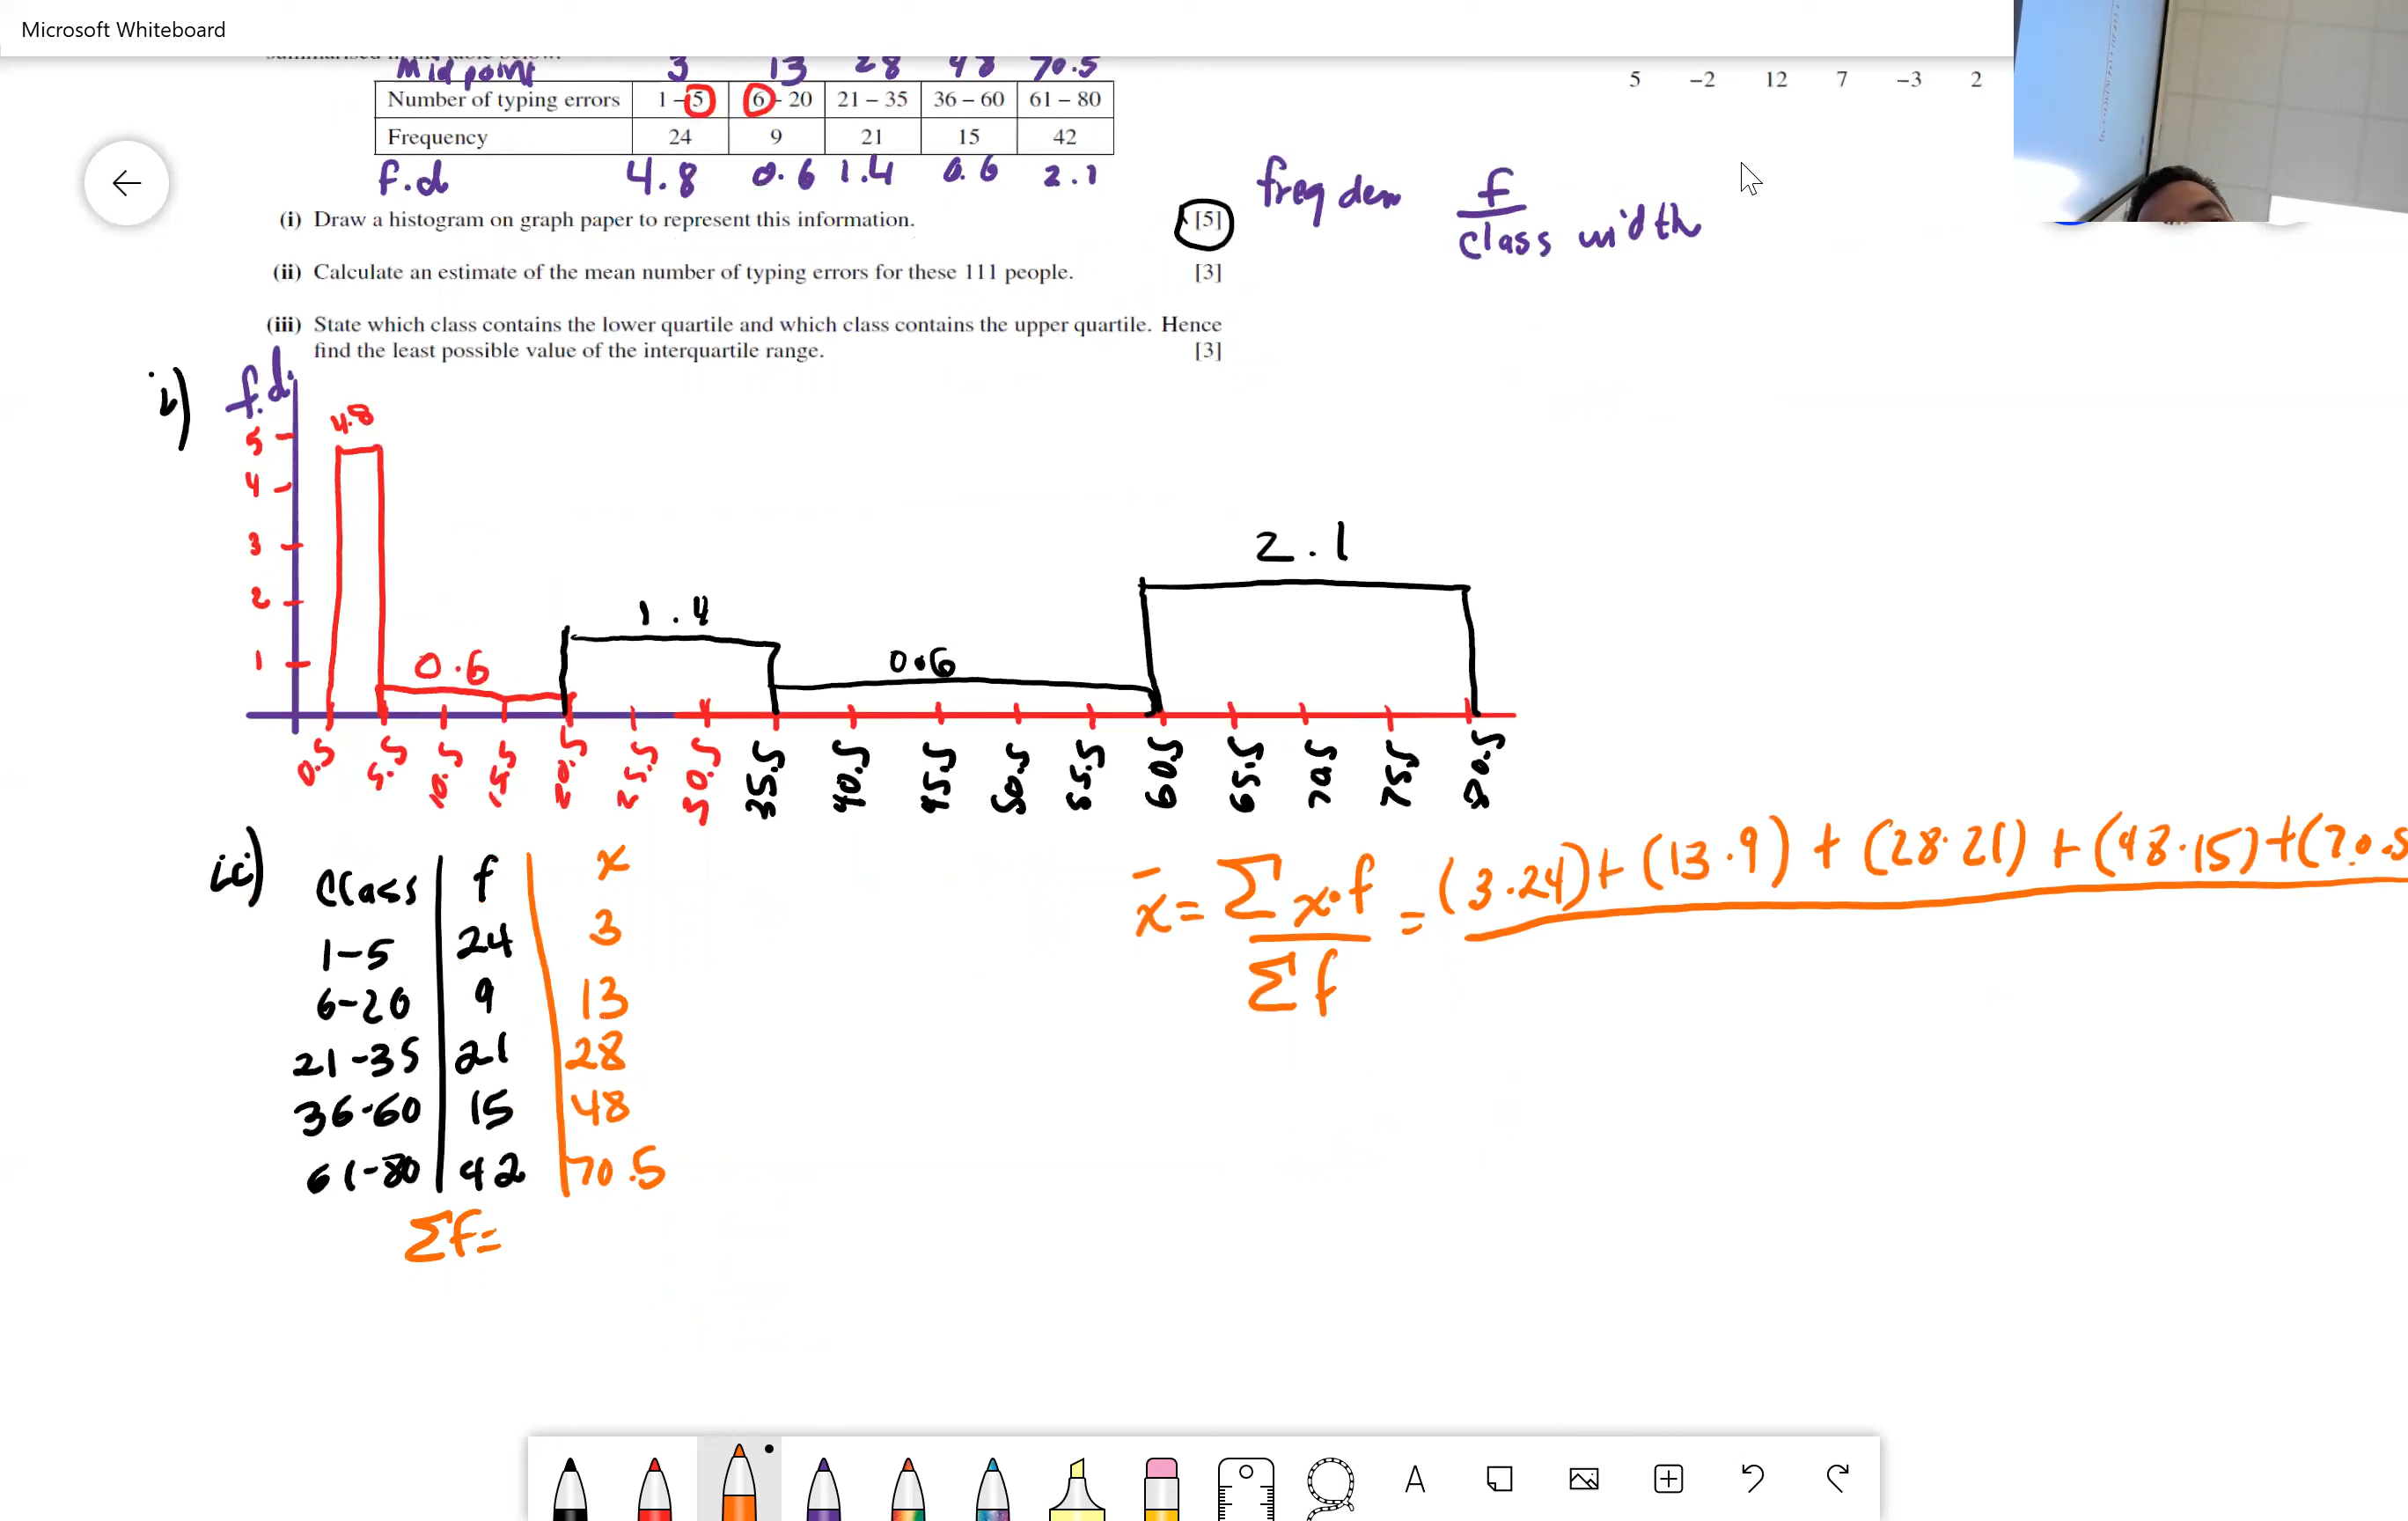 Microsoft Whiteboard
Midpoint 3 13 28 48 70.5
Number of typing errors 1 – 5 6 – 20 21 – 35 36 – 60 61 – 80
Frequency 24 9 21 15 42
f.d 4.8 0.6 1.4 0.6 2.1
5 −2 12 7 −3 2
freq den f
class width
(i) Draw a histogram on graph paper to represent this information. [5]
(ii) Calculate an estimate of the mean number of typing errors for these 111 people. [3]
(iii) State which class contains the lower quartile and which class contains the upper quartile. Hence
find the least possible value of the interquartile range. [3]
i) f.d.
5
4
3
2
1
4.8
0.6
1.4
0.6
2.1
0.5 5.5 10.5 15.5 20.5 25.5 30.5 35.5 40.5 45.5 50.5 55.5 60.5 65.5 70.5 75.5 80.5
ii) Class f x
1-5 24 3
6-20 9 13
21-35 21 28
36-60 15 48
61-80 42 70.5
Σf=
x̄ = Σx·f = (3·24)+(13·9)+(28·21)+(48·15)+(70.5
Σf